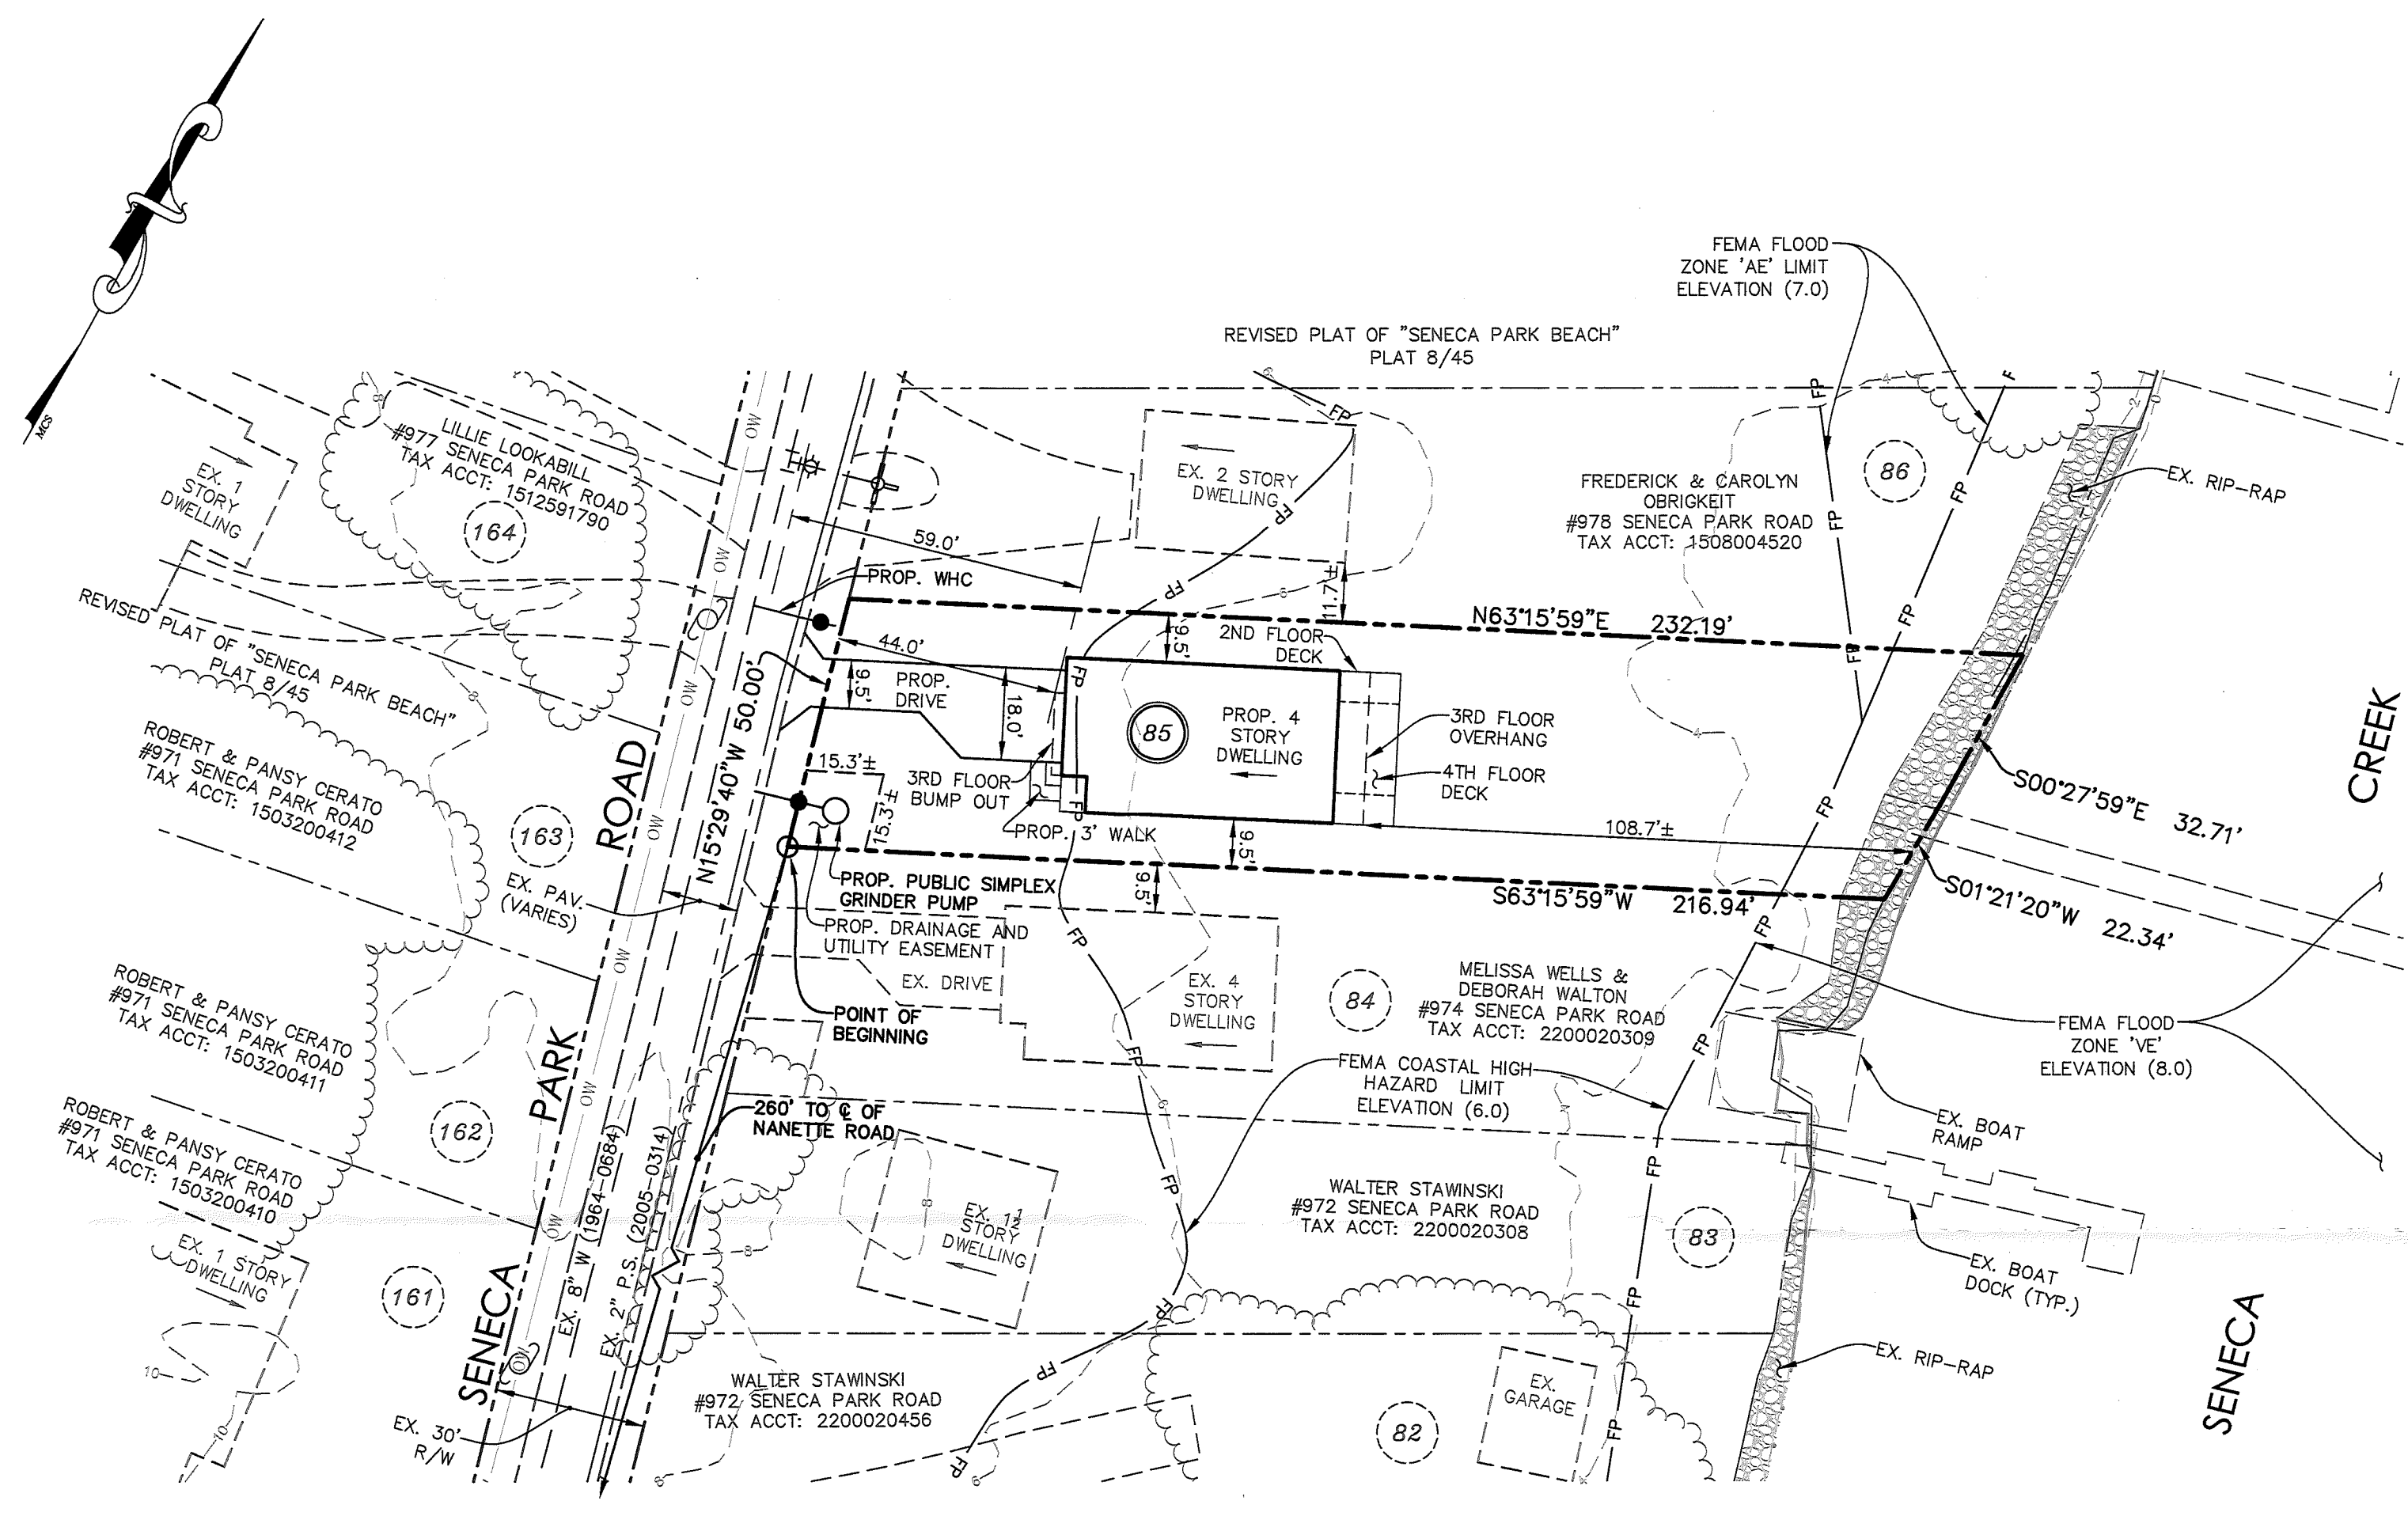 MCS
FEMA FLOOD
ZONE 'AE' LIMIT
ELEVATION (7.0)
REVISED PLAT OF "SENECA PARK BEACH"
PLAT 8/45
LILLIE LOOKABILL
#977 SENECA PARK ROAD
TAX ACCT: 1512591790
164
EX. 1
STORY
DWELLING
EX. 2 STORY
DWELLING
FREDERICK & CAROLYN
OBRIGKEIT
#978 SENECA PARK ROAD
TAX ACCT: 1508004520
86
EX. RIP-RAP
59.0'
PROP. WHC
11.7'±
N63°15'59"E 232.19'
REVISED PLAT OF "SENECA PARK BEACH"
PLAT 8/45
44.0'
9.5'
2ND FLOOR
DECK
9.5'
PROP.
DRIVE
18.0'
85
PROP. 4
STORY
DWELLING
3RD FLOOR
OVERHANG
4TH FLOOR
DECK
N15°29'40"W 50.00'
15.3'±
15.3'±
3RD FLOOR
BUMP OUT
PROP. 3' WALK
108.7'±
9.5'
9.5'
S00°27'59"E 32.71'
S01°21'20"W 22.34'
S63°15'59"W 216.94'
CREEK
ROBERT & PANSY CERATO
#971 SENECA PARK ROAD
TAX ACCT: 1503200412
163
ROAD
EX. PAV.
(VARIES)
PROP. PUBLIC SIMPLEX
GRINDER PUMP
PROP. DRAINAGE AND
UTILITY EASEMENT
EX. DRIVE
POINT OF
BEGINNING
EX. 4
STORY
DWELLING
84
MELISSA WELLS &
DEBORAH WALTON
#974 SENECA PARK ROAD
TAX ACCT: 2200020309
FEMA FLOOD
ZONE 'VE'
ELEVATION (8.0)
ROBERT & PANSY CERATO
#971 SENECA PARK ROAD
TAX ACCT: 1503200411
162
PARK
FEMA COASTAL HIGH
HAZARD LIMIT
ELEVATION (6.0)
EX. BOAT
RAMP
260' TO ℄ OF
NANETTE ROAD
ROBERT & PANSY CERATO
#971 SENECA PARK ROAD
TAX ACCT: 1503200410
161
EX. 1 STORY
DWELLING
EX. 8" W (1964-0684)
EX. 2" P.S. (2005-0314)
EX. 1½
STORY
DWELLING
WALTER STAWINSKI
#972 SENECA PARK ROAD
TAX ACCT: 2200020308
83
EX. BOAT
DOCK (TYP.)
SENECA
SENECA
EX. RIP-RAP
WALTER STAWINSKI
#972 SENECA PARK ROAD
TAX ACCT: 2200020456
EX.
GARAGE
82
EX. 30'
R/W